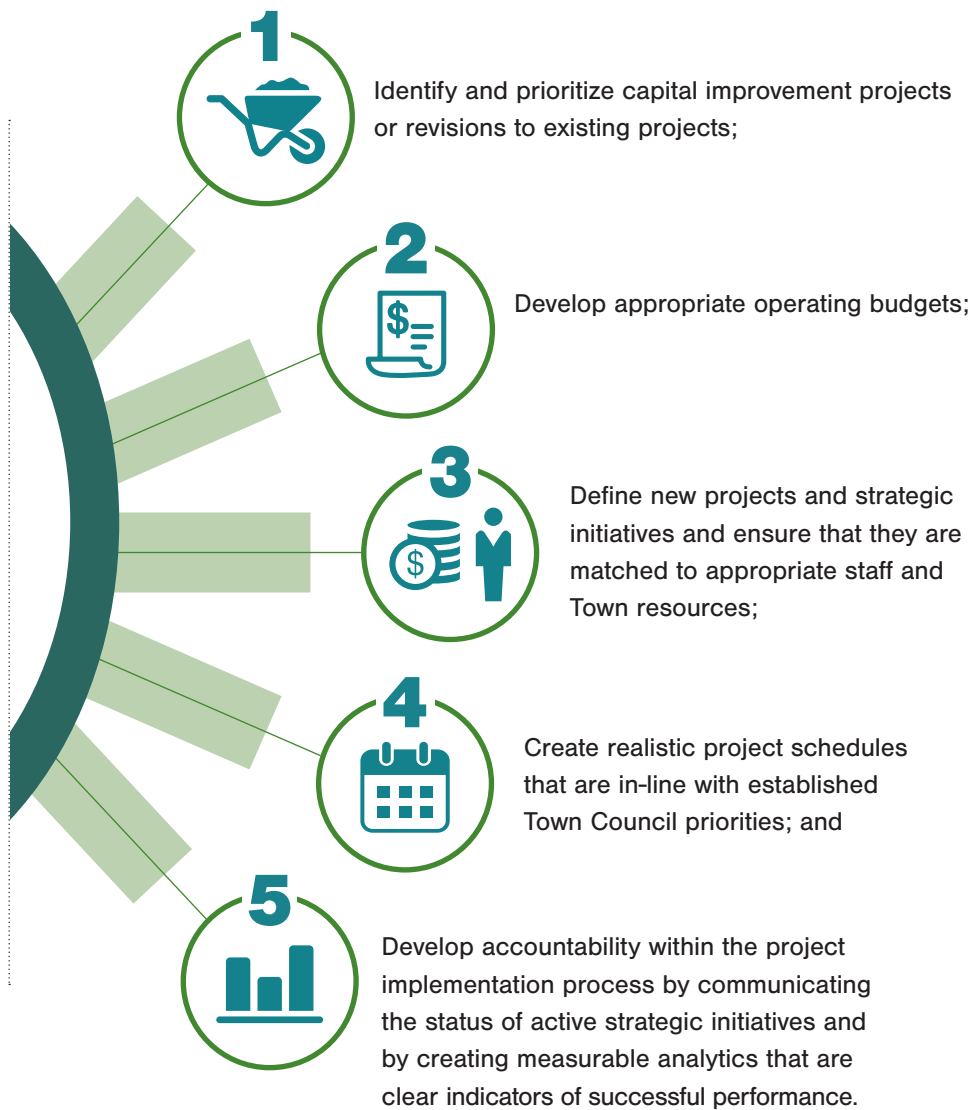 1
Identify and prioritize capital improvement projects
or revisions to existing projects;
2
$
Develop appropriate operating budgets;
3
$
Define new projects and strategic
initiatives and ensure that they are
matched to appropriate staff and
Town resources;
4
Create realistic project schedules
that are in-line with established
Town Council priorities; and
5
Develop accountability within the project
implementation process by communicating
the status of active strategic initiatives and
by creating measurable analytics that are
clear indicators of successful performance.